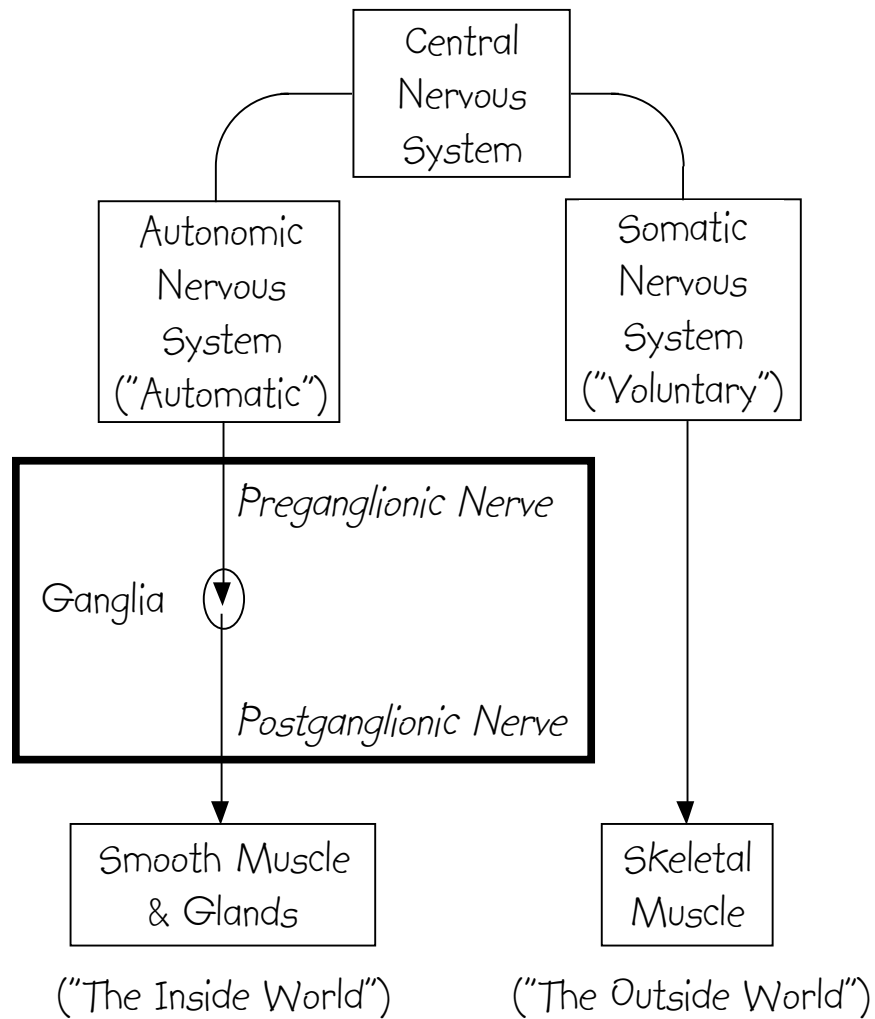 Central
Nervous
System
Autonomic
Nervous
System
("Automatic")
Somatic
Nervous
System
("Voluntary")
Preganglionic Nerve
Ganglia
Postganglionic Nerve
Smooth Muscle
& Glands
Skeletal
Muscle
("The Inside World")
("The Outside World")